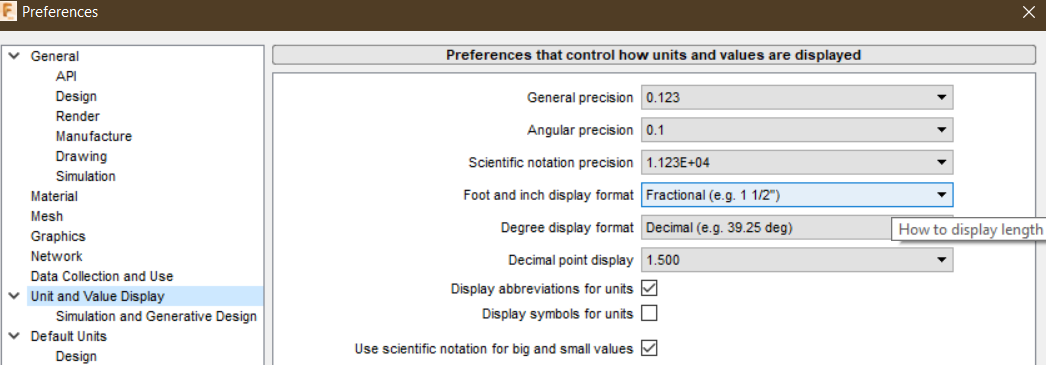 Preferences
General
API
Design
Render
Manufacture
Drawing
Simulation
Material
Mesh
Graphics
Network
Data Collection and Use
Unit and Value Display
Simulation and Generative Design
Default Units
Design
Preferences that control how units and values are displayed
General precision 0.123
Angular precision 0.1
Scientific notation precision 1.123E+04
Foot and inch display format Fractional (e.g. 1 1/2")
Degree display format Decimal (e.g. 39.25 deg)
How to display length
Decimal point display 1.500
Display abbreviations for units
Display symbols for units
Use scientific notation for big and small values